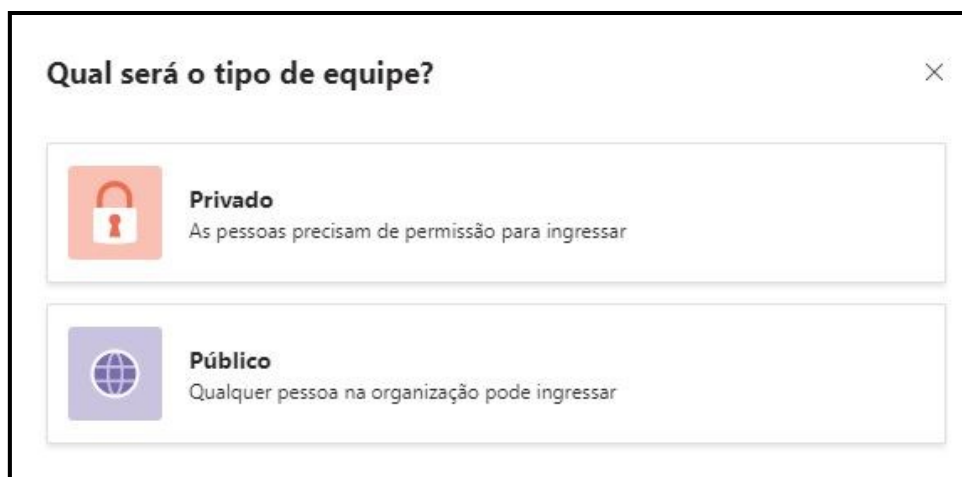 Qual será o tipo de equipe?
Privado
As pessoas precisam de permissão para ingressar
Público
Qualquer pessoa na organização pode ingressar